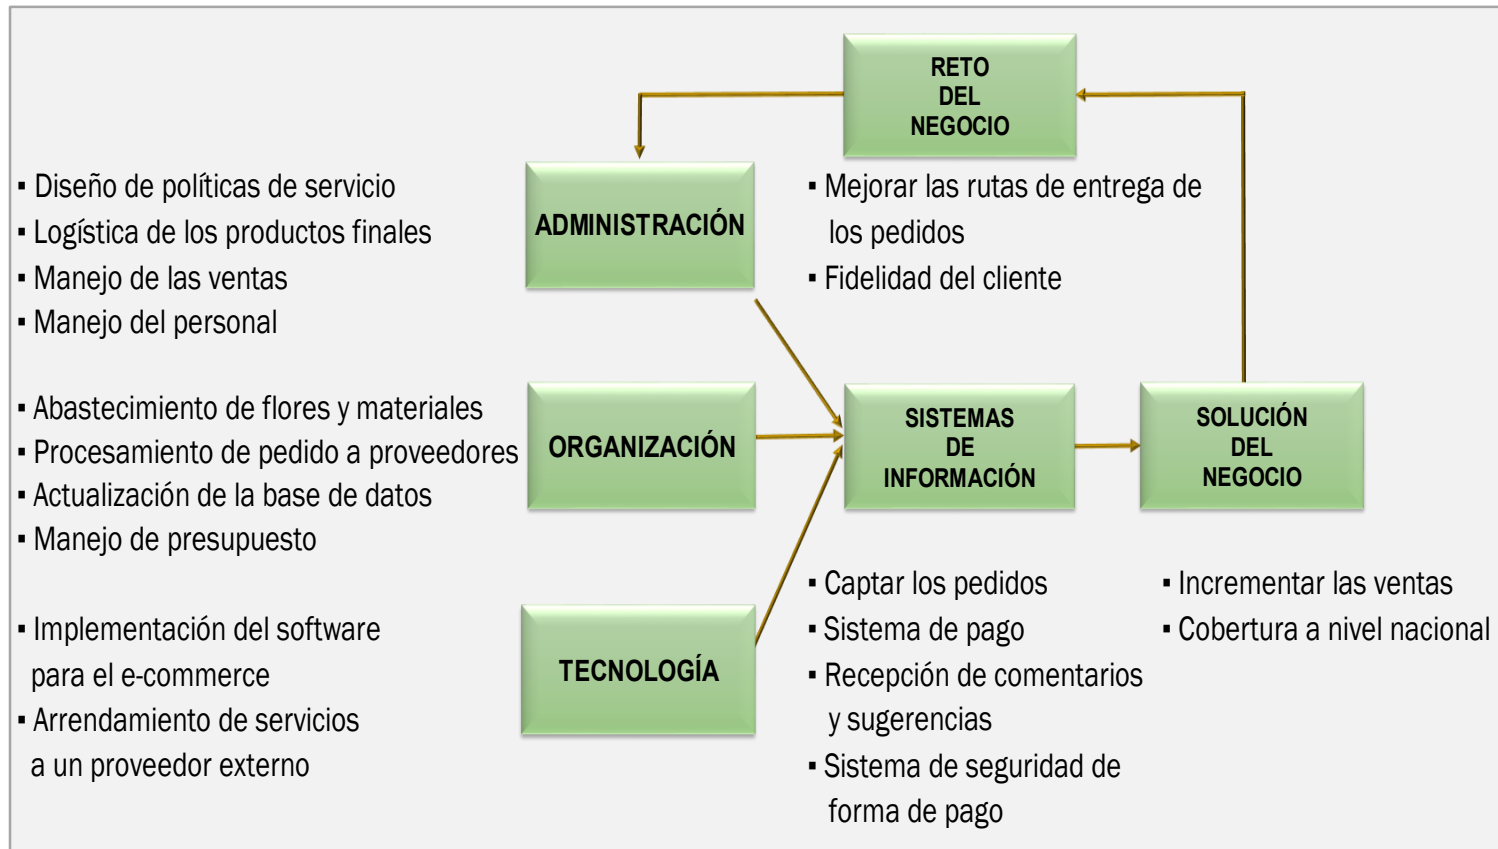 RETO
DEL
NEGOCIO
▪ Mejorar las rutas de entrega de
los pedidos
▪ Fidelidad del cliente
ADMINISTRACIÓN
▪ Diseño de políticas de servicio
▪ Logística de los productos finales
▪ Manejo de las ventas
▪ Manejo del personal
ORGANIZACIÓN
▪ Abastecimiento de flores y materiales
▪ Procesamiento de pedido a proveedores
▪ Actualización de la base de datos
▪ Manejo de presupuesto
TECNOLOGÍA
▪ Implementación del software
para el e-commerce
▪ Arrendamiento de servicios
a un proveedor externo
SISTEMAS
DE
INFORMACIÓN
▪ Captar los pedidos
▪ Sistema de pago
▪ Recepción de comentarios
y sugerencias
▪ Sistema de seguridad de
forma de pago
SOLUCIÓN
DEL
NEGOCIO
▪ Incrementar las ventas
▪ Cobertura a nivel nacional